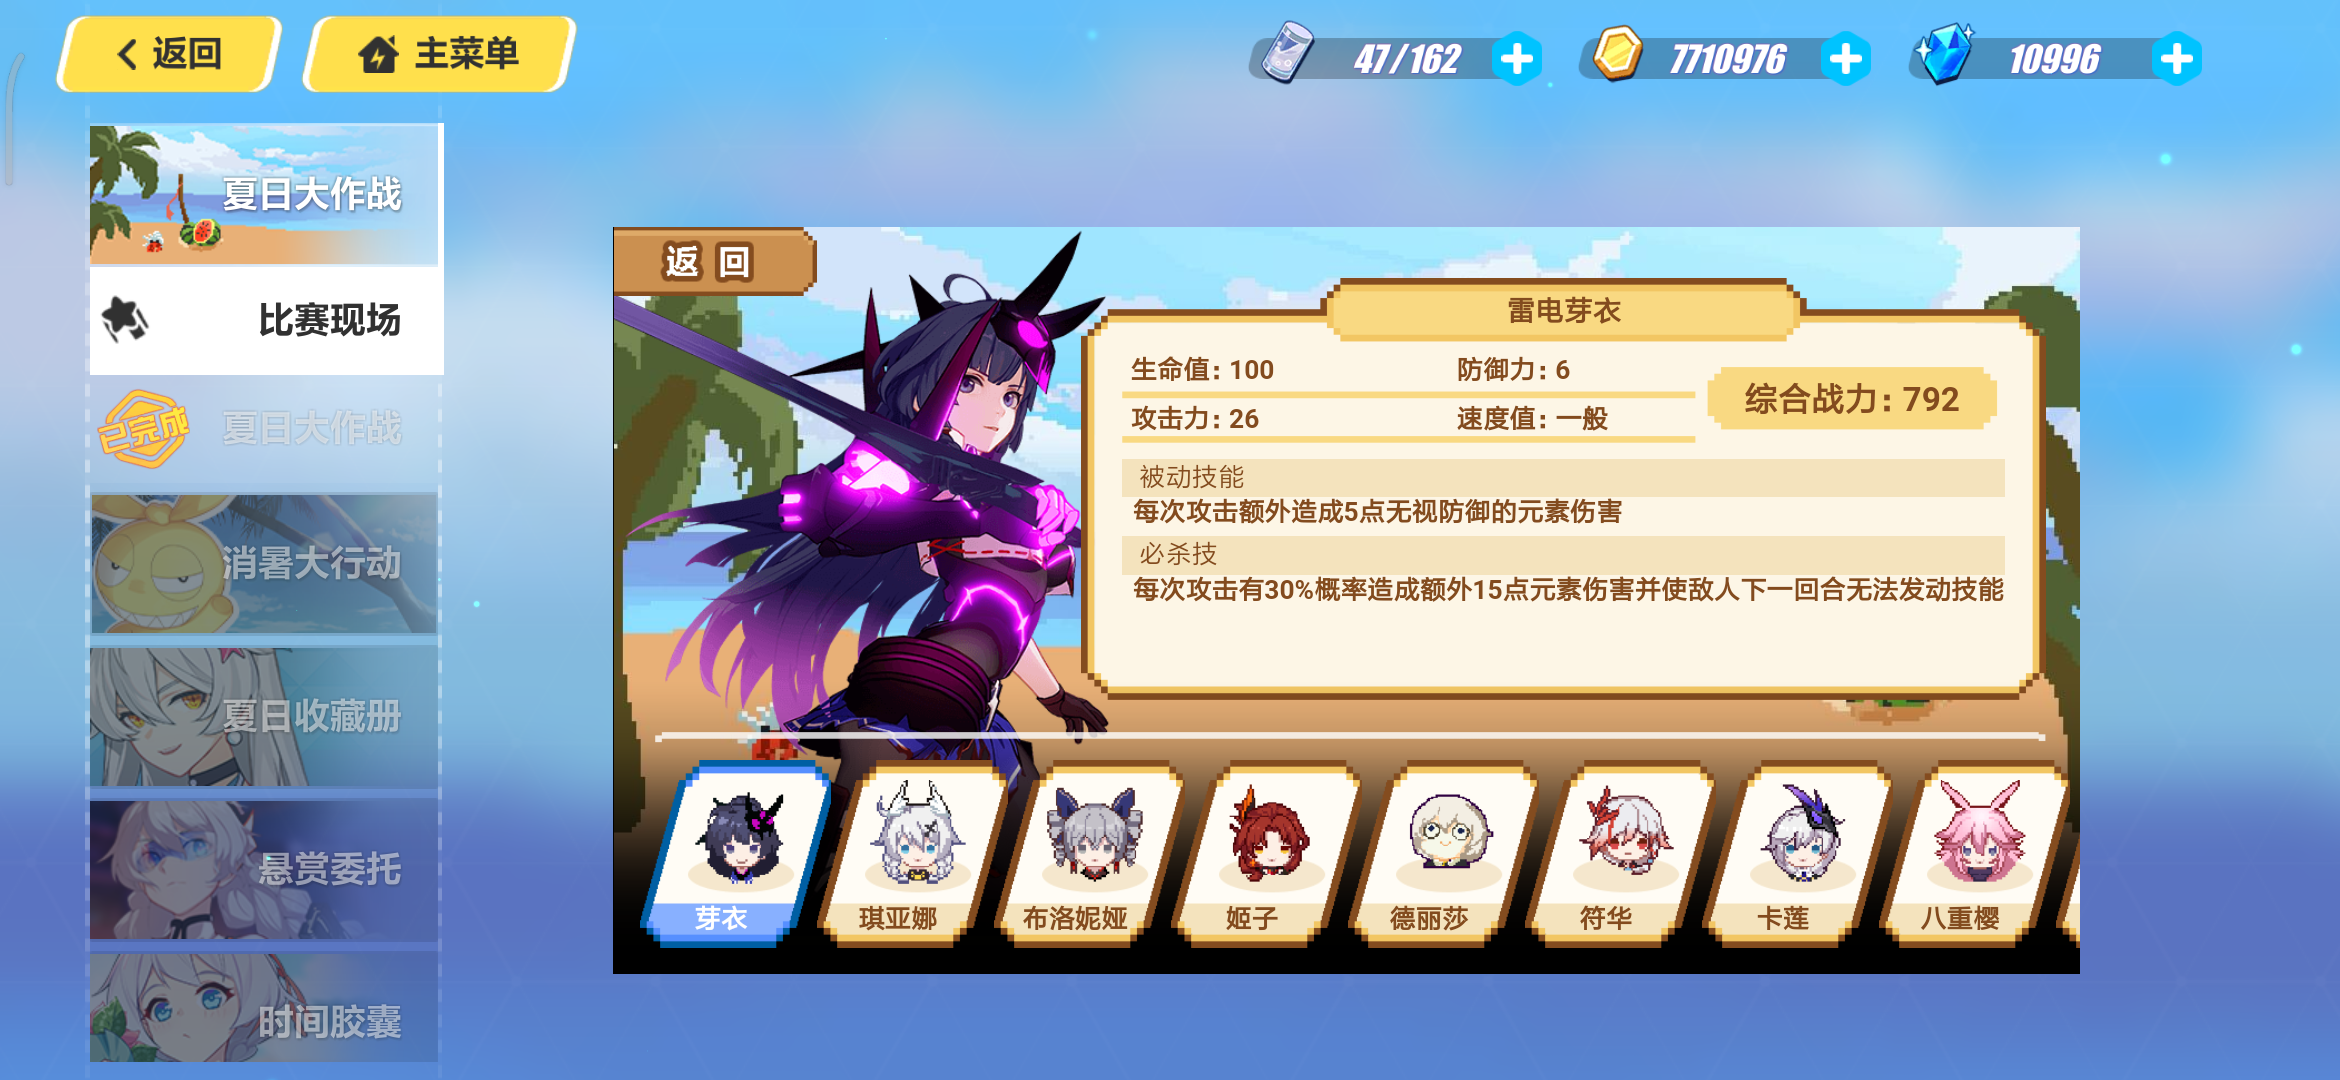 返回
主菜单
47/162
7710976
10996
夏日大作战
比赛现场
已完成
夏日大作战
消暑大行动
夏日收藏册
悬赏委托
时间胶囊
返回
雷电芽衣
生命值: 100
防御力: 6
攻击力: 26
速度值: 一般
综合战力: 792
被动技能
每次攻击额外造成5点无视防御的元素伤害
必杀技
每次攻击有30%概率造成额外15点元素伤害并使敌人下一回合无法发动技能
芽衣
琪亚娜
布洛妮娅
姬子
德丽莎
符华
卡莲
八重樱